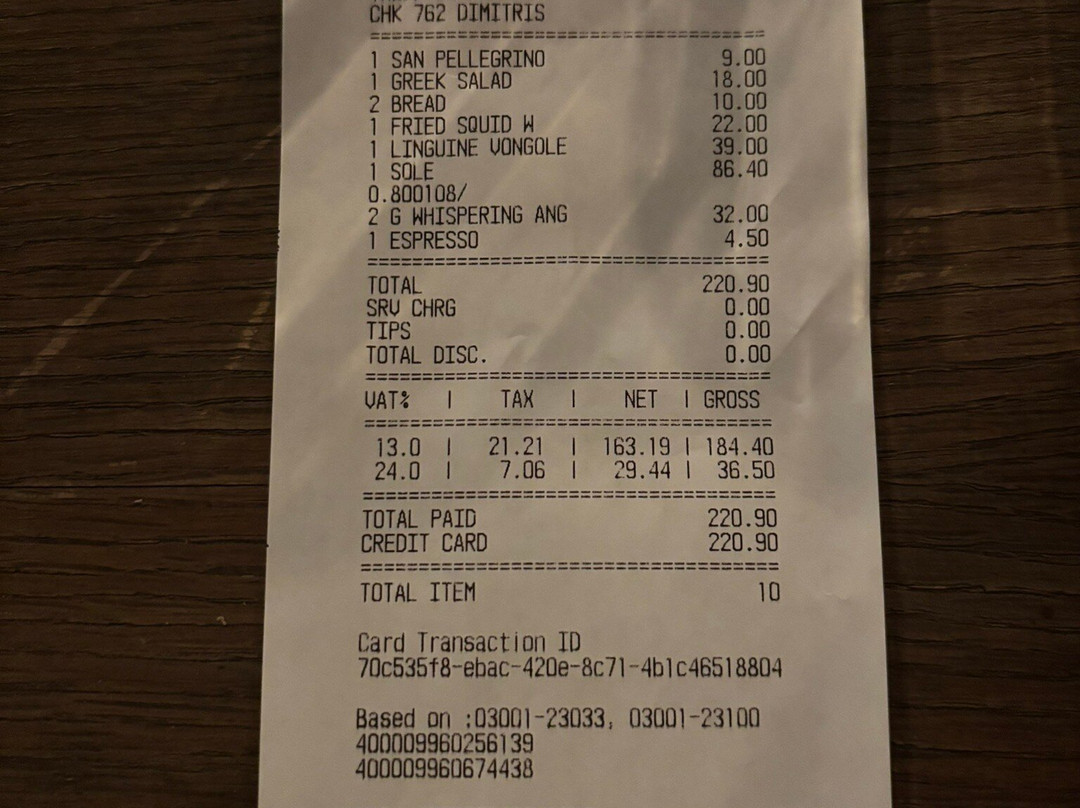 CHK 762 DIMITRIS
==================================
1 SAN PELLEGRINO 9.00
1 GREEK SALAD 18.00
2 BREAD 10.00
1 FRIED SQUID W 22.00
1 LINGUINE VONGOLE 39.00
1 SOLE 86.40
0.800108/
2 G WHISPERING ANG 32.00
1 ESPRESSO 4.50
==================================
TOTAL 220.90
SRV CHRG 0.00
TIPS 0.00
TOTAL DISC. 0.00
==================================
VAT% | TAX | NET | GROSS
==================================
13.0 | 21.21 | 163.19 | 184.40
24.0 | 7.06 | 29.44 | 36.50
==================================
TOTAL PAID 220.90
CREDIT CARD 220.90
==================================
TOTAL ITEM 10
Card Transaction ID
70c535f8-ebac-420e-8c71-4b1c46518804
Based on :03001-23033, 03001-23100
400009960256139
400009960674438